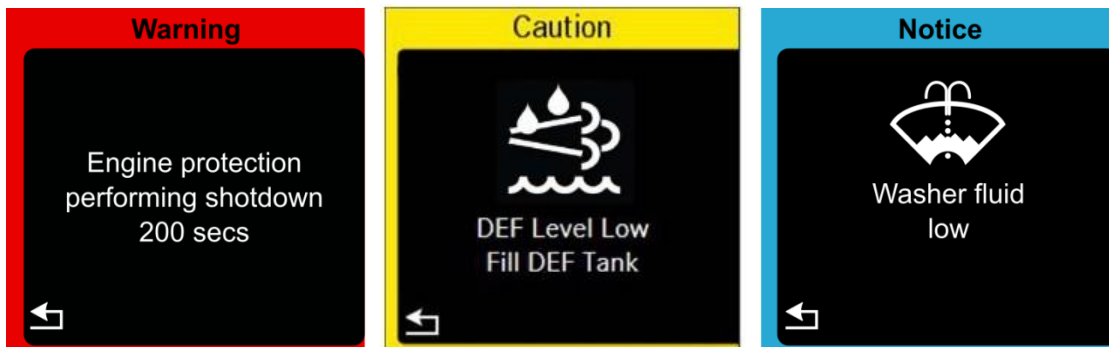 Warning
Engine protection
performing shotdown
200 secs
Caution
DEF Level Low
Fill DEF Tank
Notice
Washer fluid
low